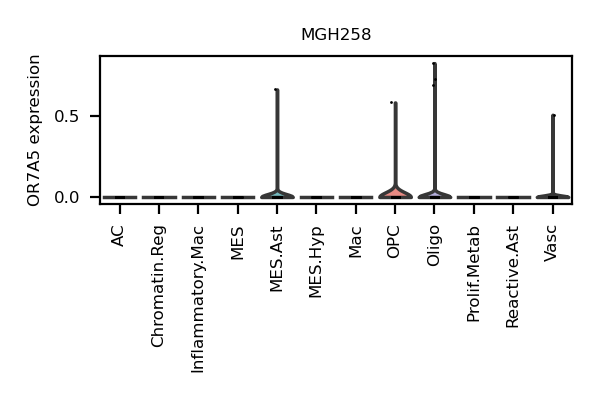 MGH258
OR7A5 expression
0.5
0.0
AC
Chromatin.Reg
Inflammatory.Mac
MES
MES.Ast
MES.Hyp
Mac
OPC
Oligo
Prolif.Metab
Reactive.Ast
Vasc